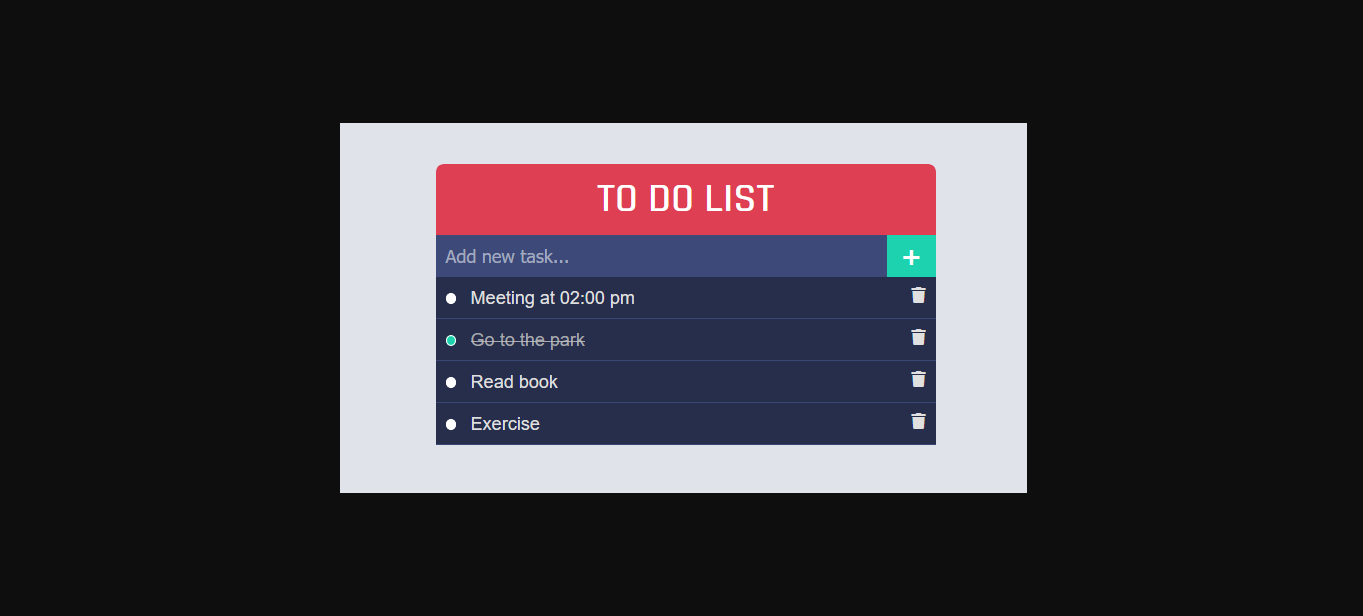 TO DO LIST
Add new task...
Meeting at 02:00 pm
Go to the park
Read book
Exercise